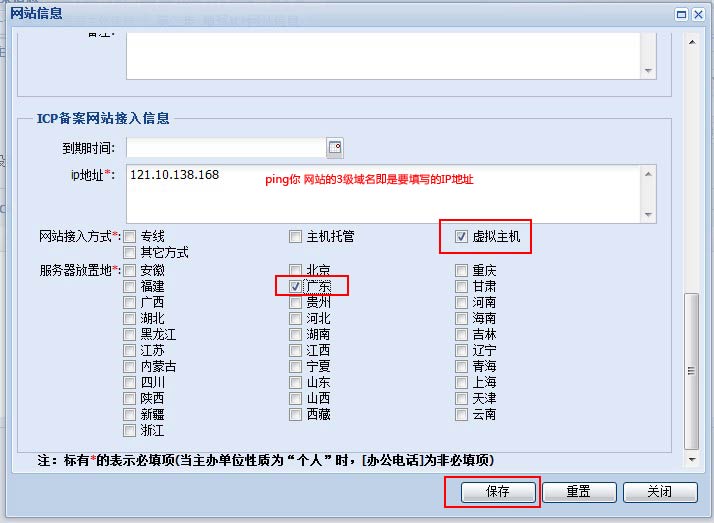 网站信息
备注:
ICP备案网站接入信息
到期时间:
ip地址*: 121.10.138.168 ping你 网站的3级域名即是要填写的IP地址
网站接入方式*: 专线 主机托管 虚拟主机
其它方式
服务器放置地*: 安徽 北京 重庆
福建 广东 甘肃
广西 贵州 河南
湖北 河北 海南
黑龙江 湖南 吉林
江苏 江西 辽宁
内蒙古 宁夏 青海
四川 山东 上海
陕西 山西 天津
新疆 西藏 云南
浙江
注：标有*的表示必填项(当主办单位性质为“个人”时，[办公电话]为非必填项)
保存 重置 关闭